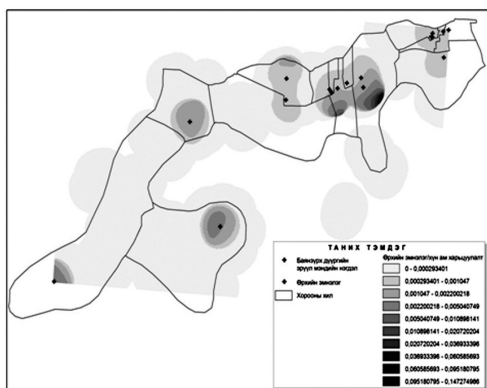 ТАНИХ ТЭМДЭГ
Баянзүрх дүүргийн
эрүүл мэндийн нэгдэл
Өрхийн эмнэлэг
Хорооны хил
Өрхийн эмнэлэг/хүн ам харьцуулалт
0 - 0,000293401
0,000293401 - 0,001047
0,001047 - 0,002200218
0,002200218 - 0,005040749
0,005040749 - 0,010898141
0,010898141 - 0,020720204
0,020720204 - 0,036933396
0,036933396 - 0,060585693
0,060585693 - 0,095180795
0,095180795 - 0,147274986